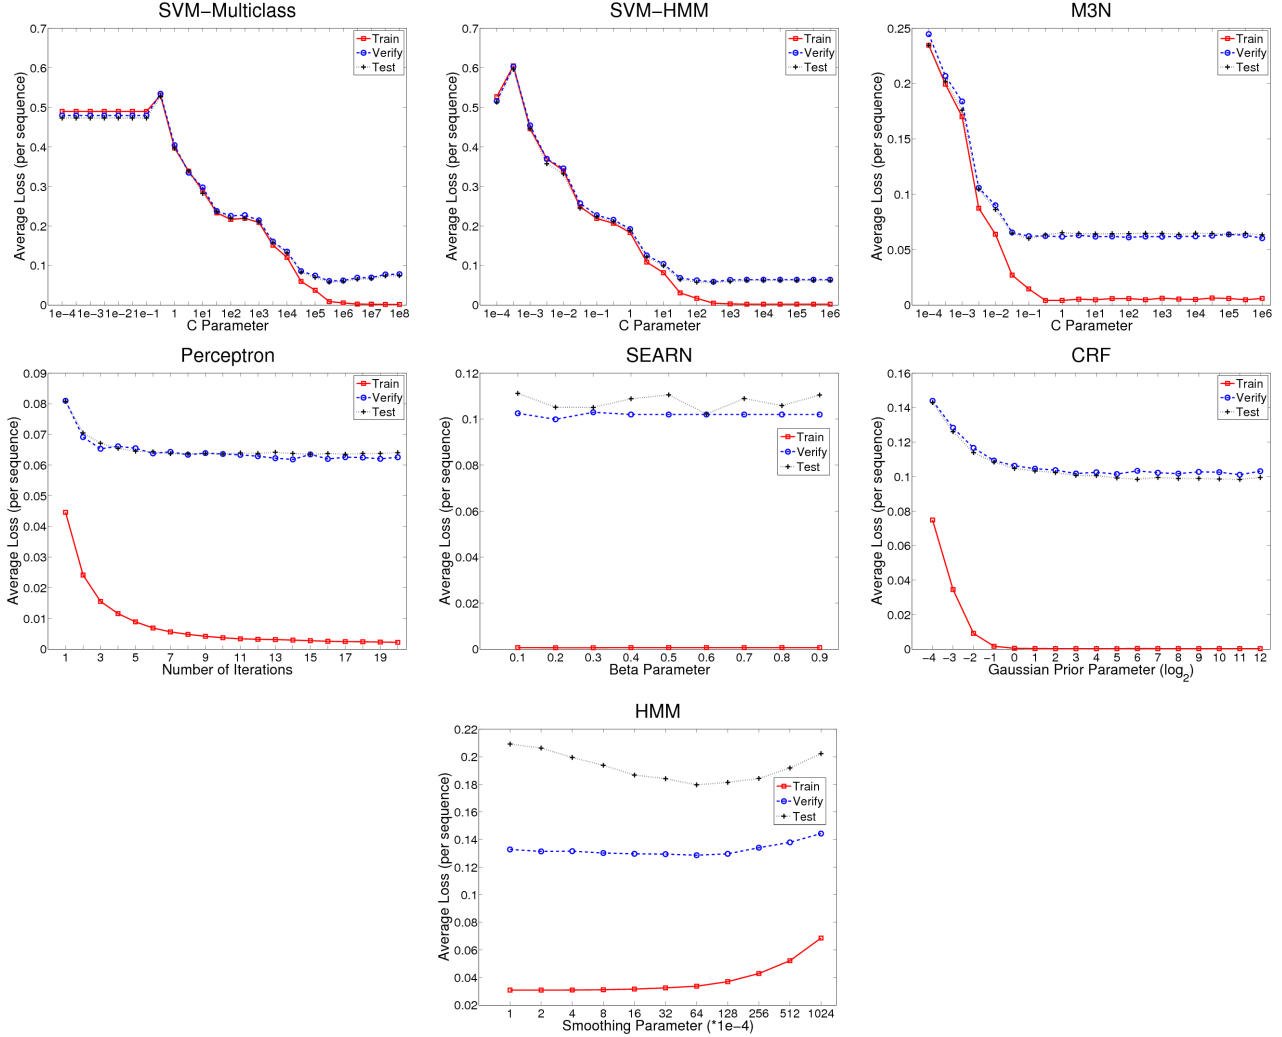 SVM−Multiclass
0.7
0.6
0.5
0.4
0.3
0.2
0.1
0
Average Loss (per sequence)
Train
Verify
Test
1e−41e−31e−21e−1 1 1e1 1e2 1e3 1e4 1e5 1e6 1e7 1e8
C Parameter
SVM−HMM
0.7
0.6
0.5
0.4
0.3
0.2
0.1
0
Average Loss (per sequence)
Train
Verify
Test
1e−4 1e−3 1e−2 1e−1 1 1e1 1e2 1e3 1e4 1e5 1e6
C Parameter
M3N
0.25
0.2
0.15
0.1
0.05
0
Average Loss (per sequence)
Train
Verify
Test
1e−4 1e−3 1e−2 1e−1 1 1e1 1e2 1e3 1e4 1e5 1e6
C Parameter
Perceptron
0.09
0.08
0.07
0.06
0.05
0.04
0.03
0.02
0.01
0
Average Loss (per sequence)
Train
Verify
Test
1 3 5 7 9 11 13 15 17 19
Number of Iterations
SEARN
0.12
0.1
0.08
0.06
0.04
0.02
0
Average Loss (per sequence)
Train
Verify
Test
0.1 0.2 0.3 0.4 0.5 0.6 0.7 0.8 0.9
Beta Parameter
CRF
0.16
0.14
0.12
0.1
0.08
0.06
0.04
0.02
0
Average Loss (per sequence)
Train
Verify
Test
−4 −3 −2 −1 0 1 2 3 4 5 6 7 8 9 10 11 12
Gaussian Prior Parameter (log2)
HMM
0.22
0.2
0.18
0.16
0.14
0.12
0.1
0.08
0.06
0.04
0.02
Average Loss (per sequence)
Train
Verify
Test
1 2 4 8 16 32 64 128 256 512 1024
Smoothing Parameter (*1e−4)